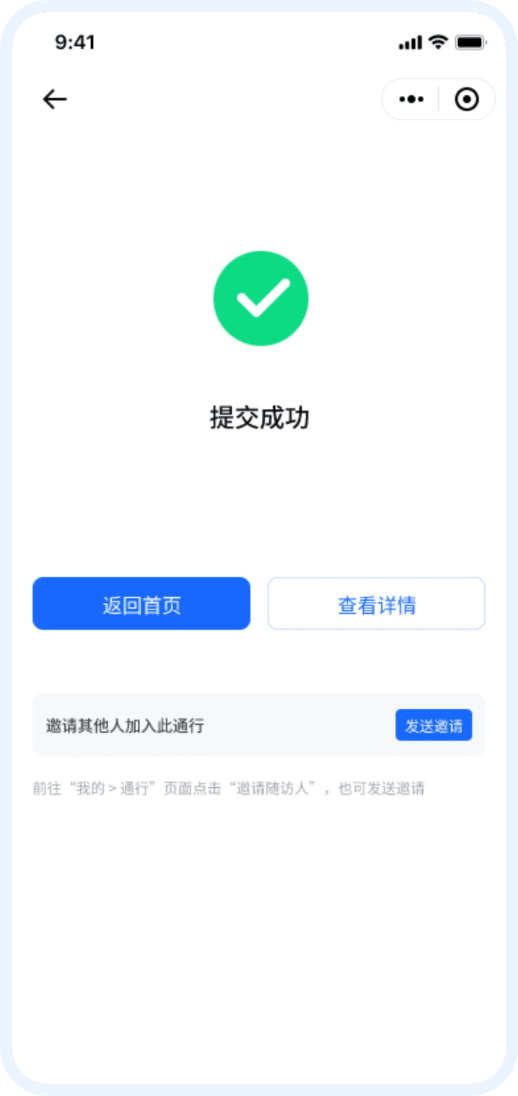 9:41
提交成功
返回首页
查看详情
邀请其他人加入此通行
发送邀请
前往“我的 > 通行”页面点击“邀请随访人”，也可发送邀请